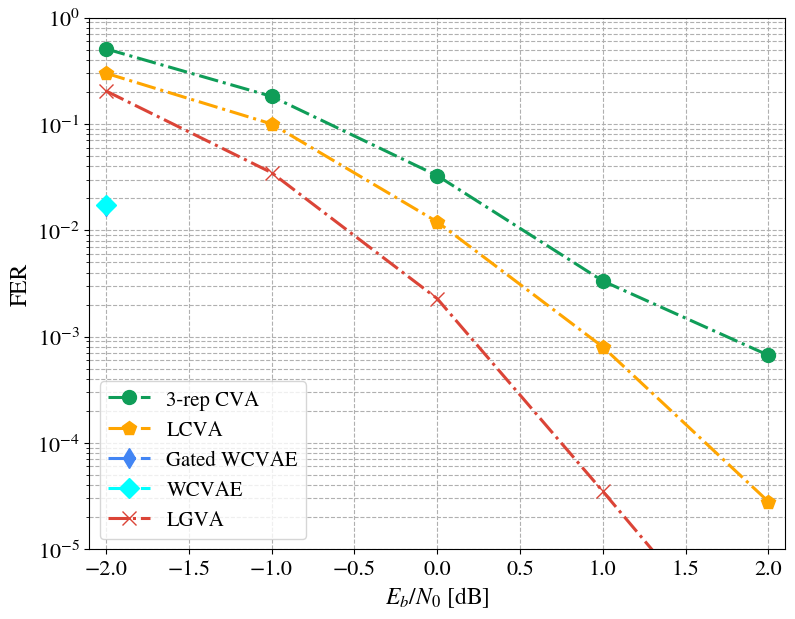 10⁰
10⁻¹
10⁻²
10⁻³
10⁻⁴
10⁻⁵
FER
3-rep CVA
LCVA
Gated WCVAE
WCVAE
LGVA
−2.0 −1.5 −1.0 −0.5 0.0 0.5 1.0 1.5 2.0
E_b/N_0 [dB]